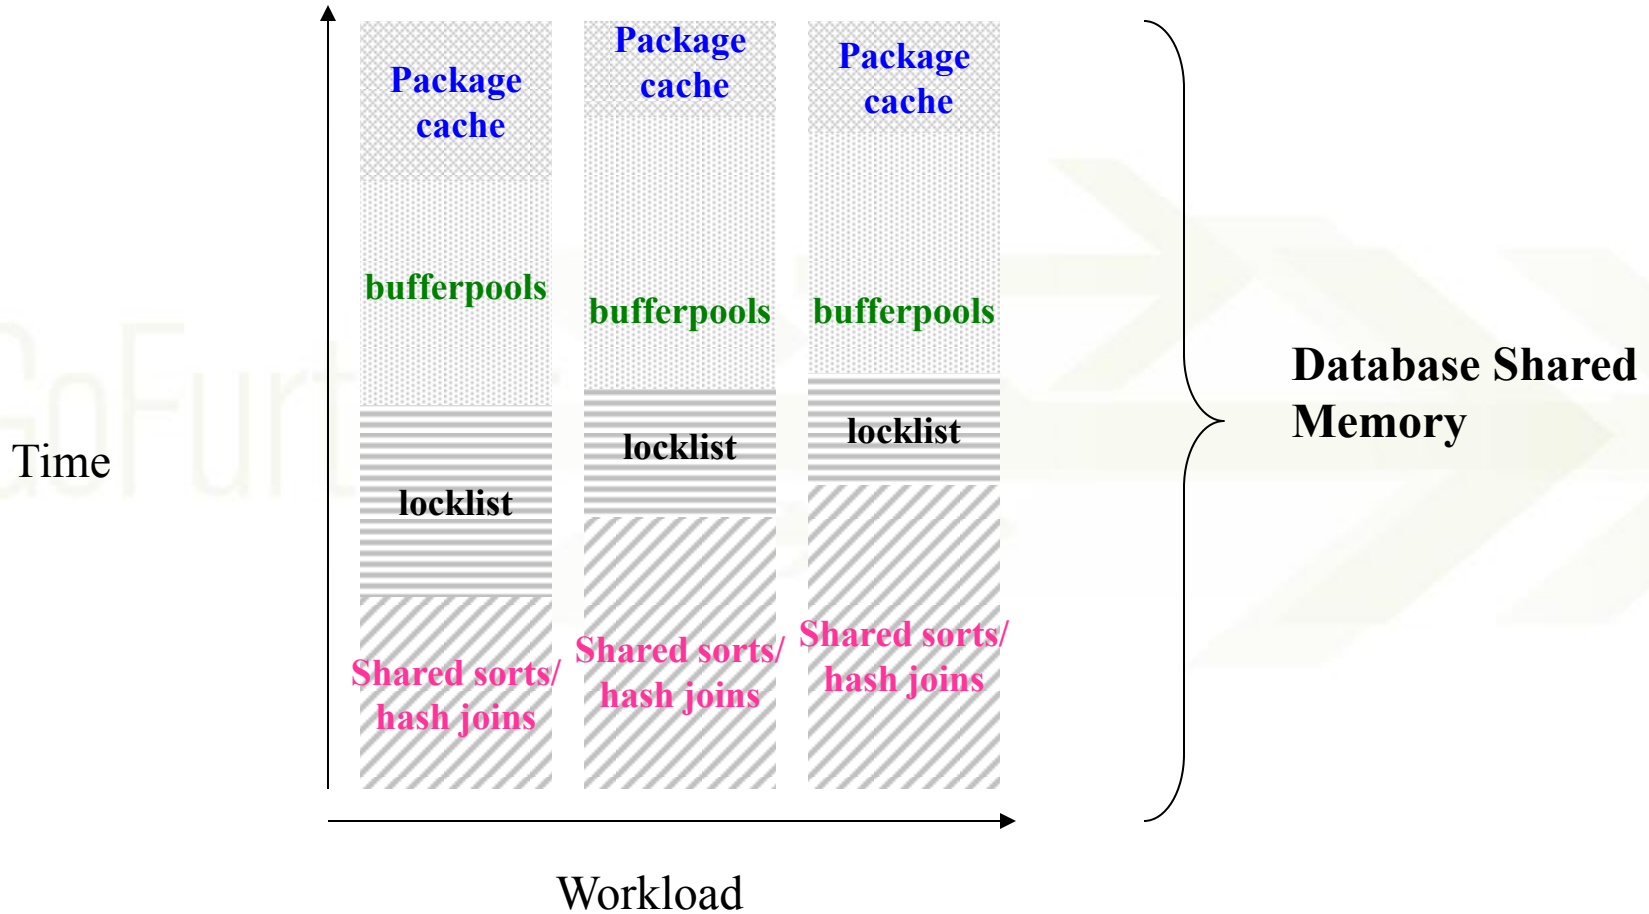 Package
cache
bufferpools
locklist
Shared sorts/
hash joins
Package
cache
bufferpools
locklist
Shared sorts/
hash joins
Package
cache
bufferpools
locklist
Shared sorts/
hash joins
Time
Workload
Database Shared
Memory